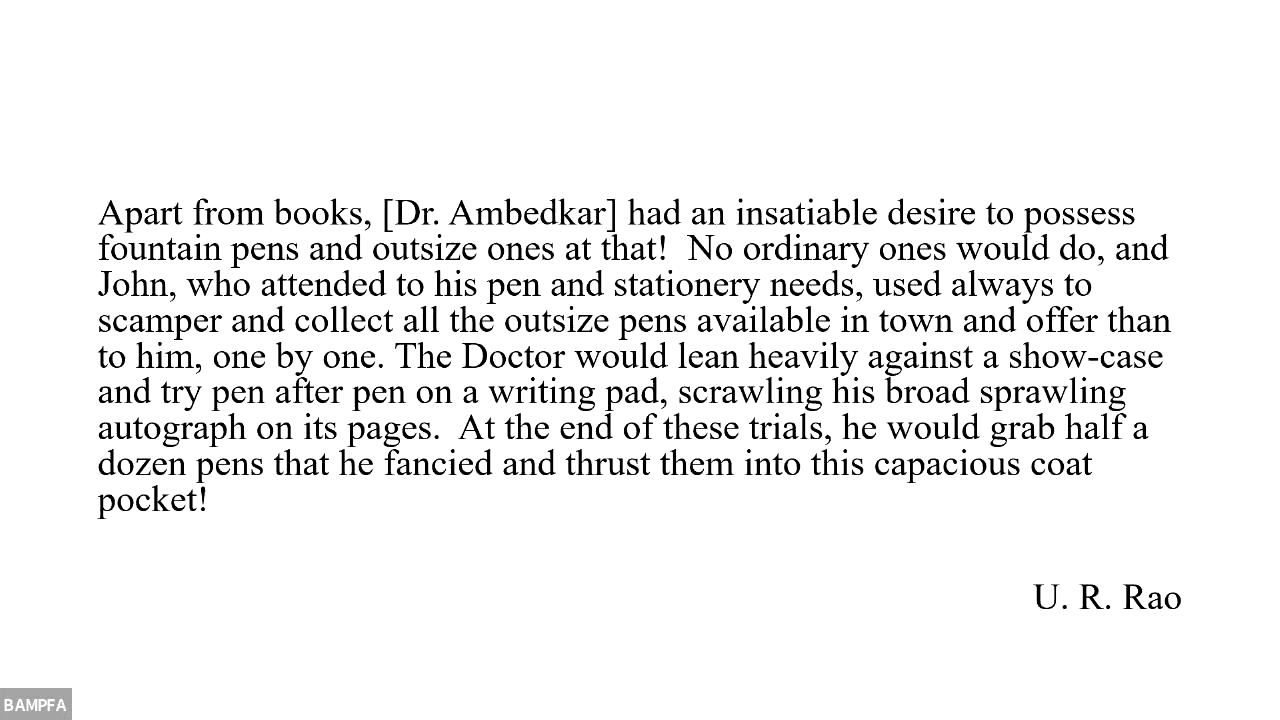 Apart from books, [Dr. Ambedkar] had an insatiable desire to possess
fountain pens and outsize ones at that!  No ordinary ones would do, and
John, who attended to his pen and stationery needs, used always to
scamper and collect all the outsize pens available in town and offer than
to him, one by one. The Doctor would lean heavily against a show-case
and try pen after pen on a writing pad, scrawling his broad sprawling
autograph on its pages.  At the end of these trials, he would grab half a
dozen pens that he fancied and thrust them into this capacious coat
pocket!
U. R. Rao
BAMPFA